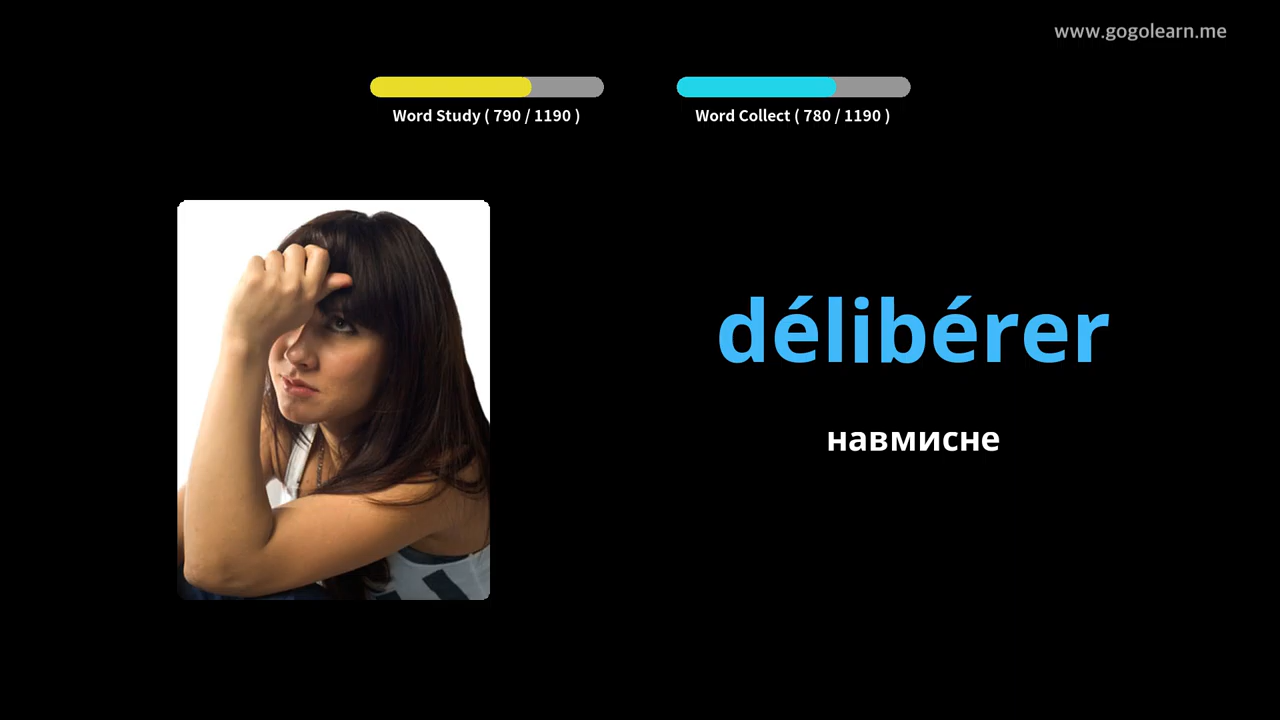 www.gogolearn.me
Word Study ( 790 / 1190 )
Word Collect ( 780 / 1190 )
délibérer
навмисне